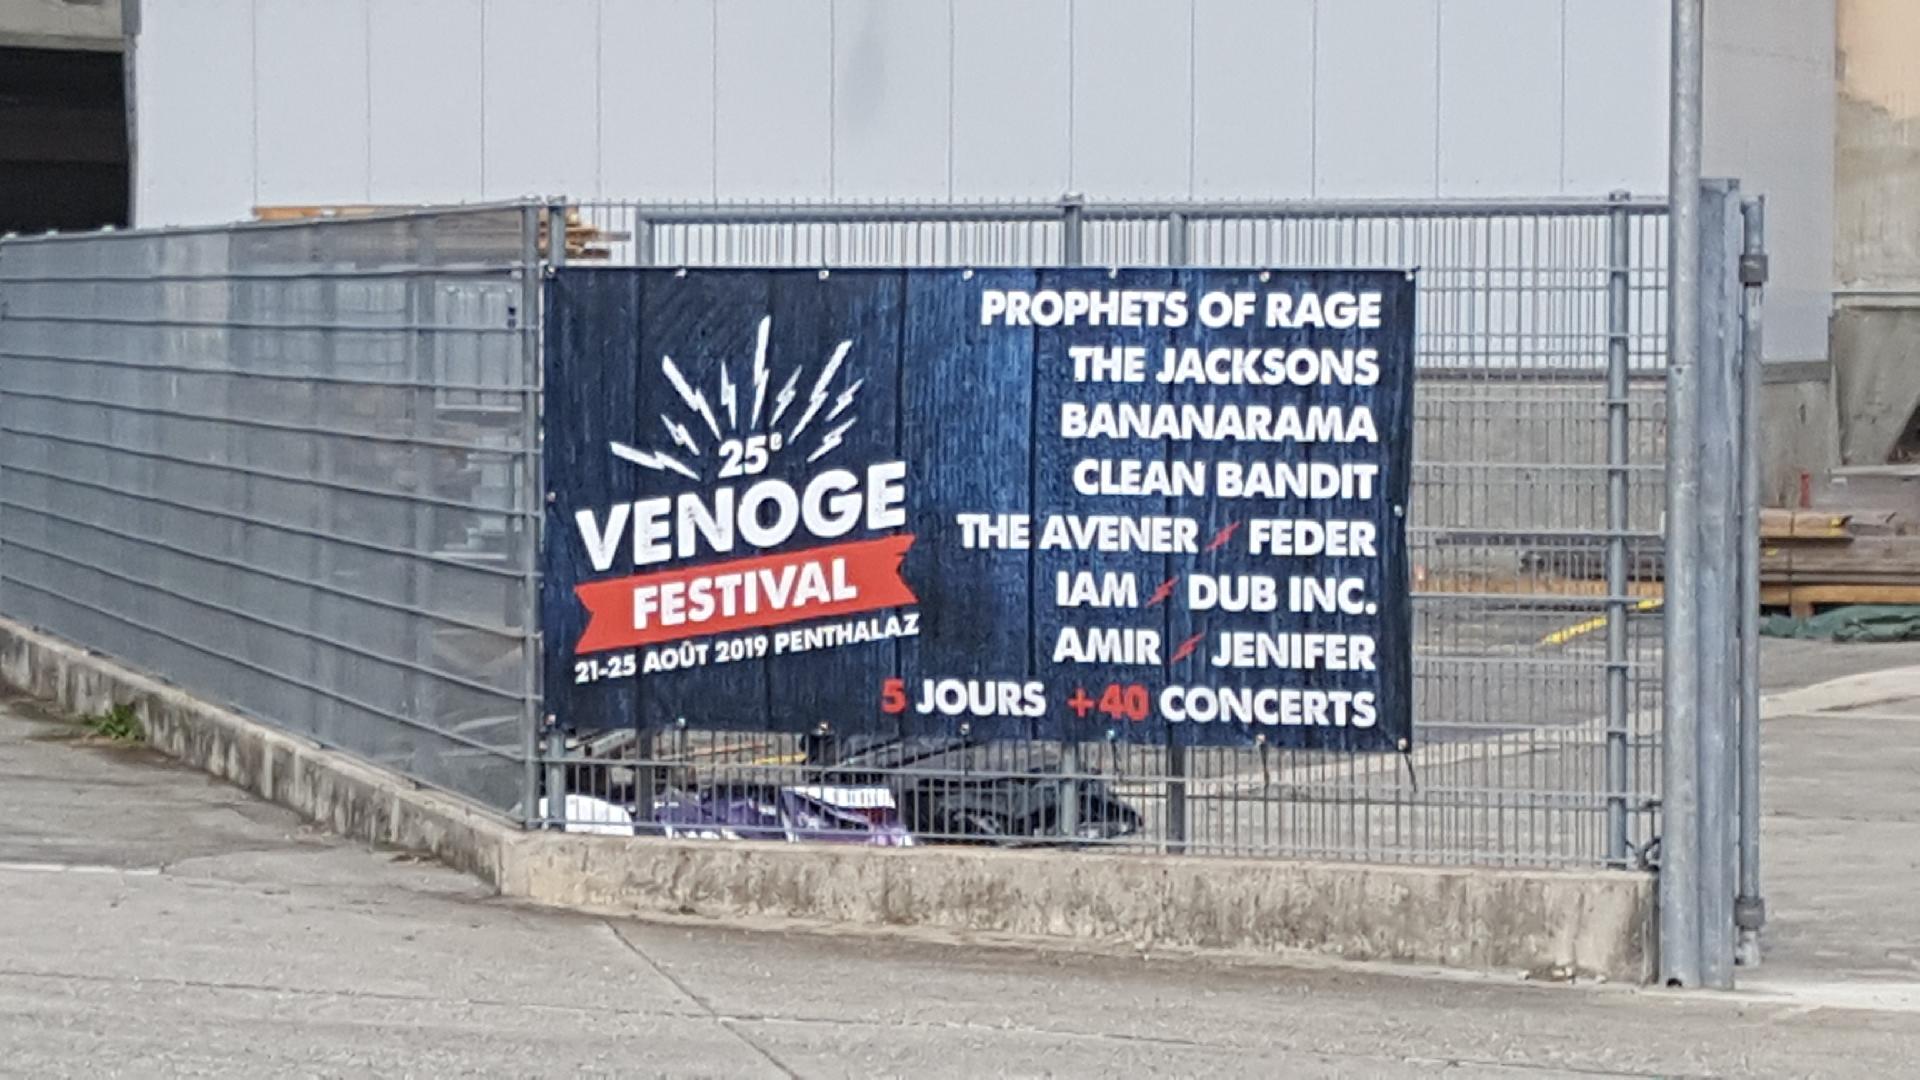 25e
VENOGE
FESTIVAL
21-25 AOÛT 2019 PENTHALAZ
PROPHETS OF RAGE
THE JACKSONS
BANANARAMA
CLEAN BANDIT
THE AVENER FEDER
IAM DUB INC.
AMIR JENIFER
5 JOURS +40 CONCERTS